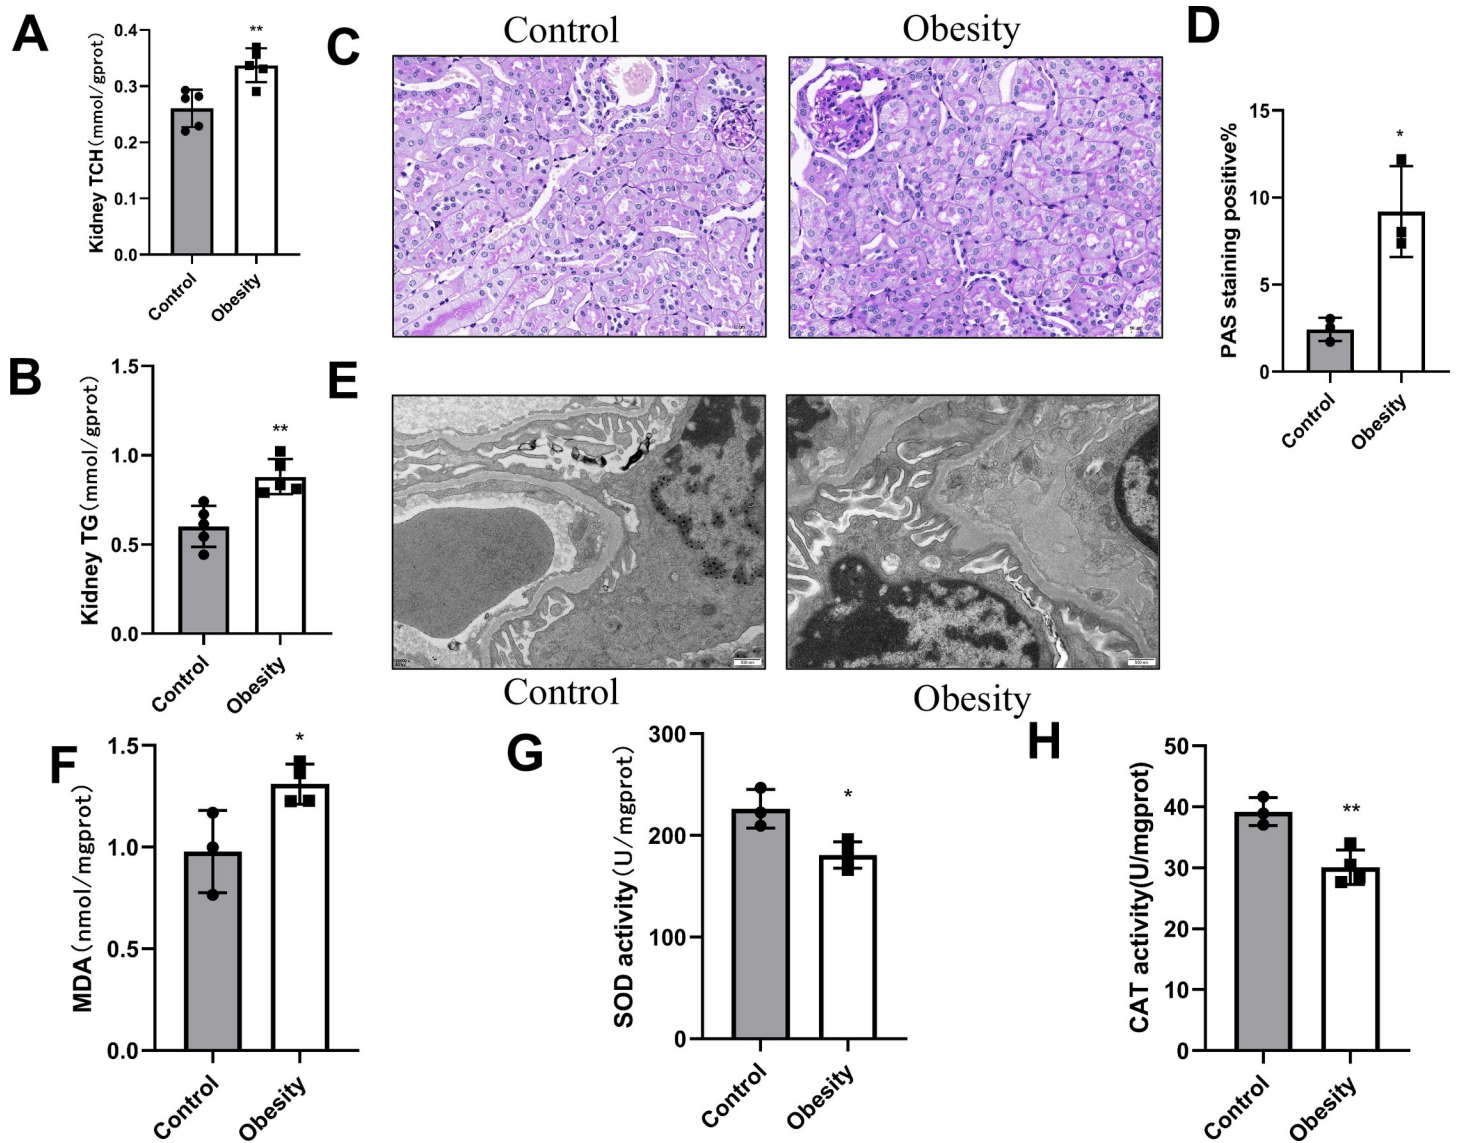 A
Kidney TCH(mmol/gprot)
0.4
0.3
0.2
0.1
0.0
**
Control
Obesity
C
Control
Obesity
D
PAS staining positive%
15
10
5
0
*
Control
Obesity
B
Kidney TG(mmol/gprot)
1.5
1.0
0.5
0.0
**
Control
Obesity
E
500 nm
500 nm
Control
Obesity
F
MDA(nmol/mgprot)
1.5
1.0
0.5
0.0
*
Control
Obesity
G
SOD activity(U/mgprot)
300
200
100
0
*
Control
Obesity
H
CAT activity(U/mgprot)
50
40
30
20
10
0
**
Control
Obesity